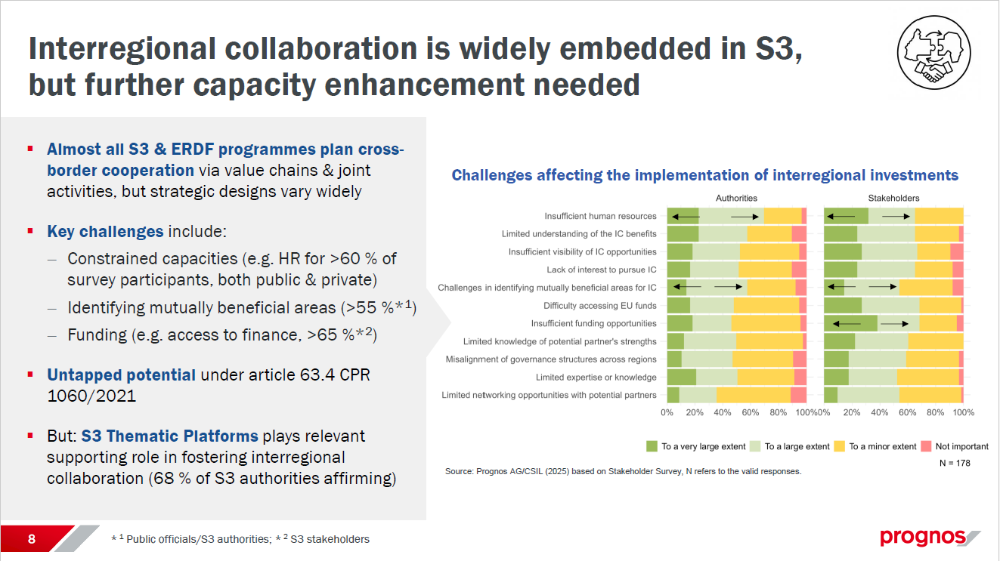 Interregional collaboration is widely embedded in S3,
but further capacity enhancement needed
Almost all S3 & ERDF programmes plan cross-
border cooperation via value chains & joint
activities, but strategic designs vary widely
Key challenges include:
– Constrained capacities (e.g. HR for >60 % of
survey participants, both public & private)
– Identifying mutually beneficial areas (>55 %*¹)
– Funding (e.g. access to finance, >65 %*²)
Untapped potential under article 63.4 CPR
1060/2021
But: S3 Thematic Platforms plays relevant
supporting role in fostering interregional
collaboration (68 % of S3 authorities affirming)
Challenges affecting the implementation of interregional investments
Authorities Stakeholders
Insufficient human resources
Limited understanding of the IC benefits
Insufficient visibility of IC opportunities
Lack of interest to pursue IC
Challenges in identifying mutually beneficial areas for IC
Difficulty accessing EU funds
Insufficient funding opportunities
Limited knowledge of potential partner's strengths
Misalignment of governance structures across regions
Limited expertise or knowledge
Limited networking opportunities with potential partners
0% 20% 40% 60% 80% 100% 0% 20% 40% 60% 80% 100%
To a very large extent To a large extent To a minor extent Not important
N = 178
Source: Prognos AG/CSIL (2025) based on Stakeholder Survey, N refers to the valid responses.
8
*¹ Public officials/S3 authorities; *² S3 stakeholders
prognos